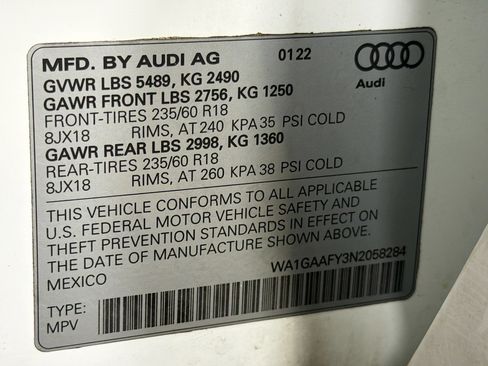 MFD. BY AUDI AG 01 22
GVWR LBS 5489, KG 2490
GAWR FRONT LBS 2756, KG 1250
FRONT-TIRES 235/60 R18
8JX18 RIMS, AT 240 KPA 35 PSI COLD
GAWR REAR LBS 2998, KG 1360
REAR-TIRES 235/60 R18
8JX18 RIMS, AT 260 KPA 38 PSI COLD
Audi
THIS VEHICLE CONFORMS TO ALL APPLICABLE
U.S. FEDERAL MOTOR VEHICLE SAFETY AND
THEFT PREVENTION STANDARDS IN EFFECT ON
THE DATE OF MANUFACTURE SHOWN ABOVE.
MEXICO WA1GAAFY3N2058284
TYPE:
MPV